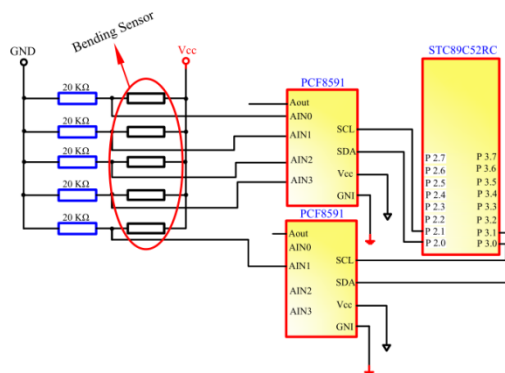 Bending Sensor
GND
Vcc
20 KΩ
20 KΩ
20 KΩ
20 KΩ
20 KΩ
PCF8591
Aout
AIN0
AIN1
AIN2
AIN3
SCL
SDA
Vcc
GNI
PCF8591
Aout
AIN0
AIN1
AIN2
AIN3
SCL
SDA
Vcc
GNI
STC89C52RC
P 2.7
P 2.6
P 2.5
P 2.4
P 2.3
P 2.2
P 2.1
P 2.0
P 3.7
P 3.6
P 3.5
P 3.4
P 3.3
P 3.2
P 3.1
P 3.0